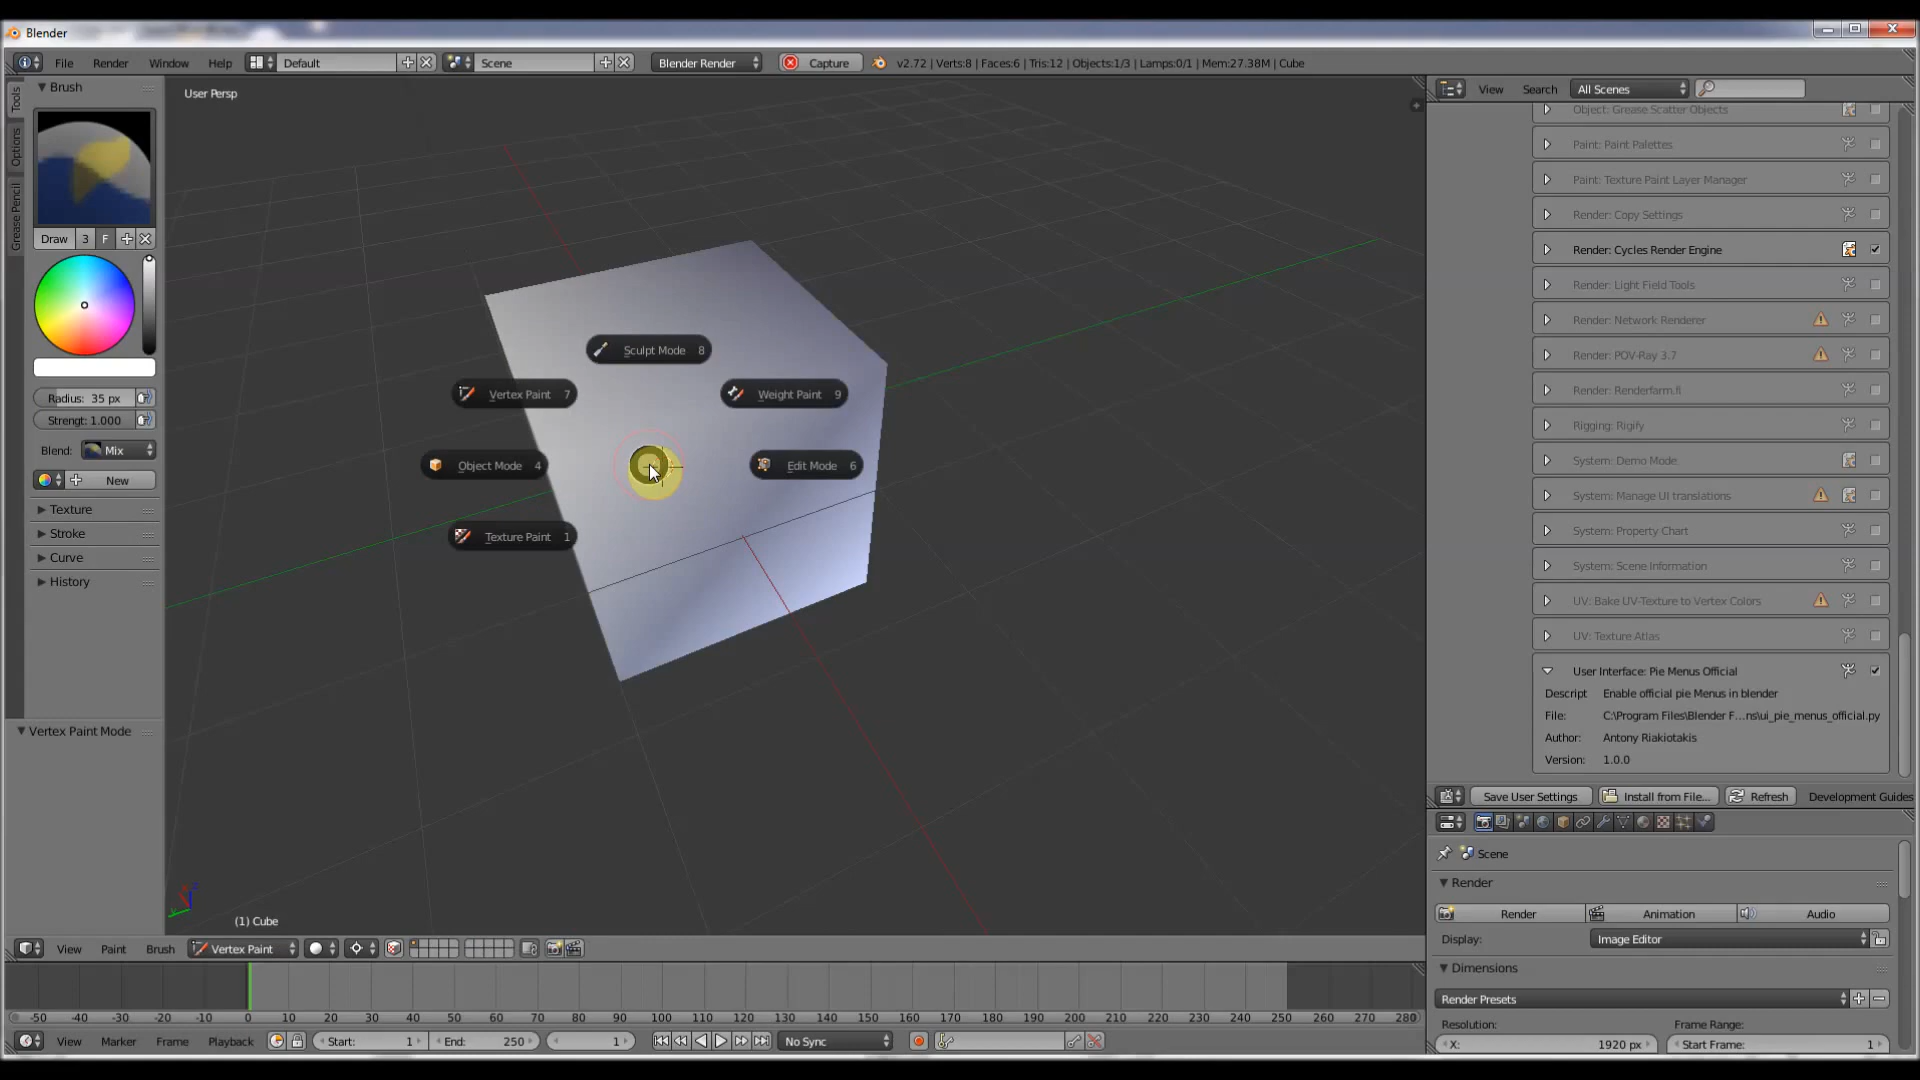 Blender
File Render Window Help Default Scene Blender Render Capture v2.72 | Verts:8 | Faces:6 | Tris:12 | Objects:1/3 | Lamps:0/1 | Mem:27.38M | Cube
Tools
Options
Grease Pencil
Brush
Draw 3 F
Radius: 35 px
Strengt: 1.000
Blend: Mix
New
Texture
Stroke
Curve
History
Vertex Paint Mode
User Persp
Sculpt Mode 8
Vertex Paint 7
Weight Paint 9
Object Mode 4
Edit Mode 6
Texture Paint 1
(1) Cube
View Paint Brush Vertex Paint
-50 -40 -30 -20 -10 0 10 20 30 40 50 60 70 80 90 100 110 120 130 140 150 160 170 180 190 200 210 220 230 240 250 260 270 280
View Marker Frame Playback Start: 1 End: 250 1 No Sync
View Search All Scenes
Object: Grease Scatter Objects
Paint: Paint Palettes
Paint: Texture Paint Layer Manager
Render: Copy Settings
Render: Cycles Render Engine
Render: Light Field Tools
Render: Network Renderer
Render: POV-Ray 3.7
Render: Renderfarm.fi
Rigging: Rigify
System: Demo Mode
System: Manage UI translations
System: Property Chart
System: Scene Information
UV: Bake UV-Texture to Vertex Colors
UV: Texture Atlas
User Interface: Pie Menus Official
Descript Enable official pie Menus in blender
File: C:\Program Files\Blender F...ns\ui_pie_menus_official.py
Author: Antony Riakiotakis
Version: 1.0.0
Save User Settings Install from File... Refresh Development Guides
Scene
Render
Render Animation Audio
Display: Image Editor
Dimensions
Render Presets
Resolution: Frame Range:
X: 1920 px Start Frame: 1